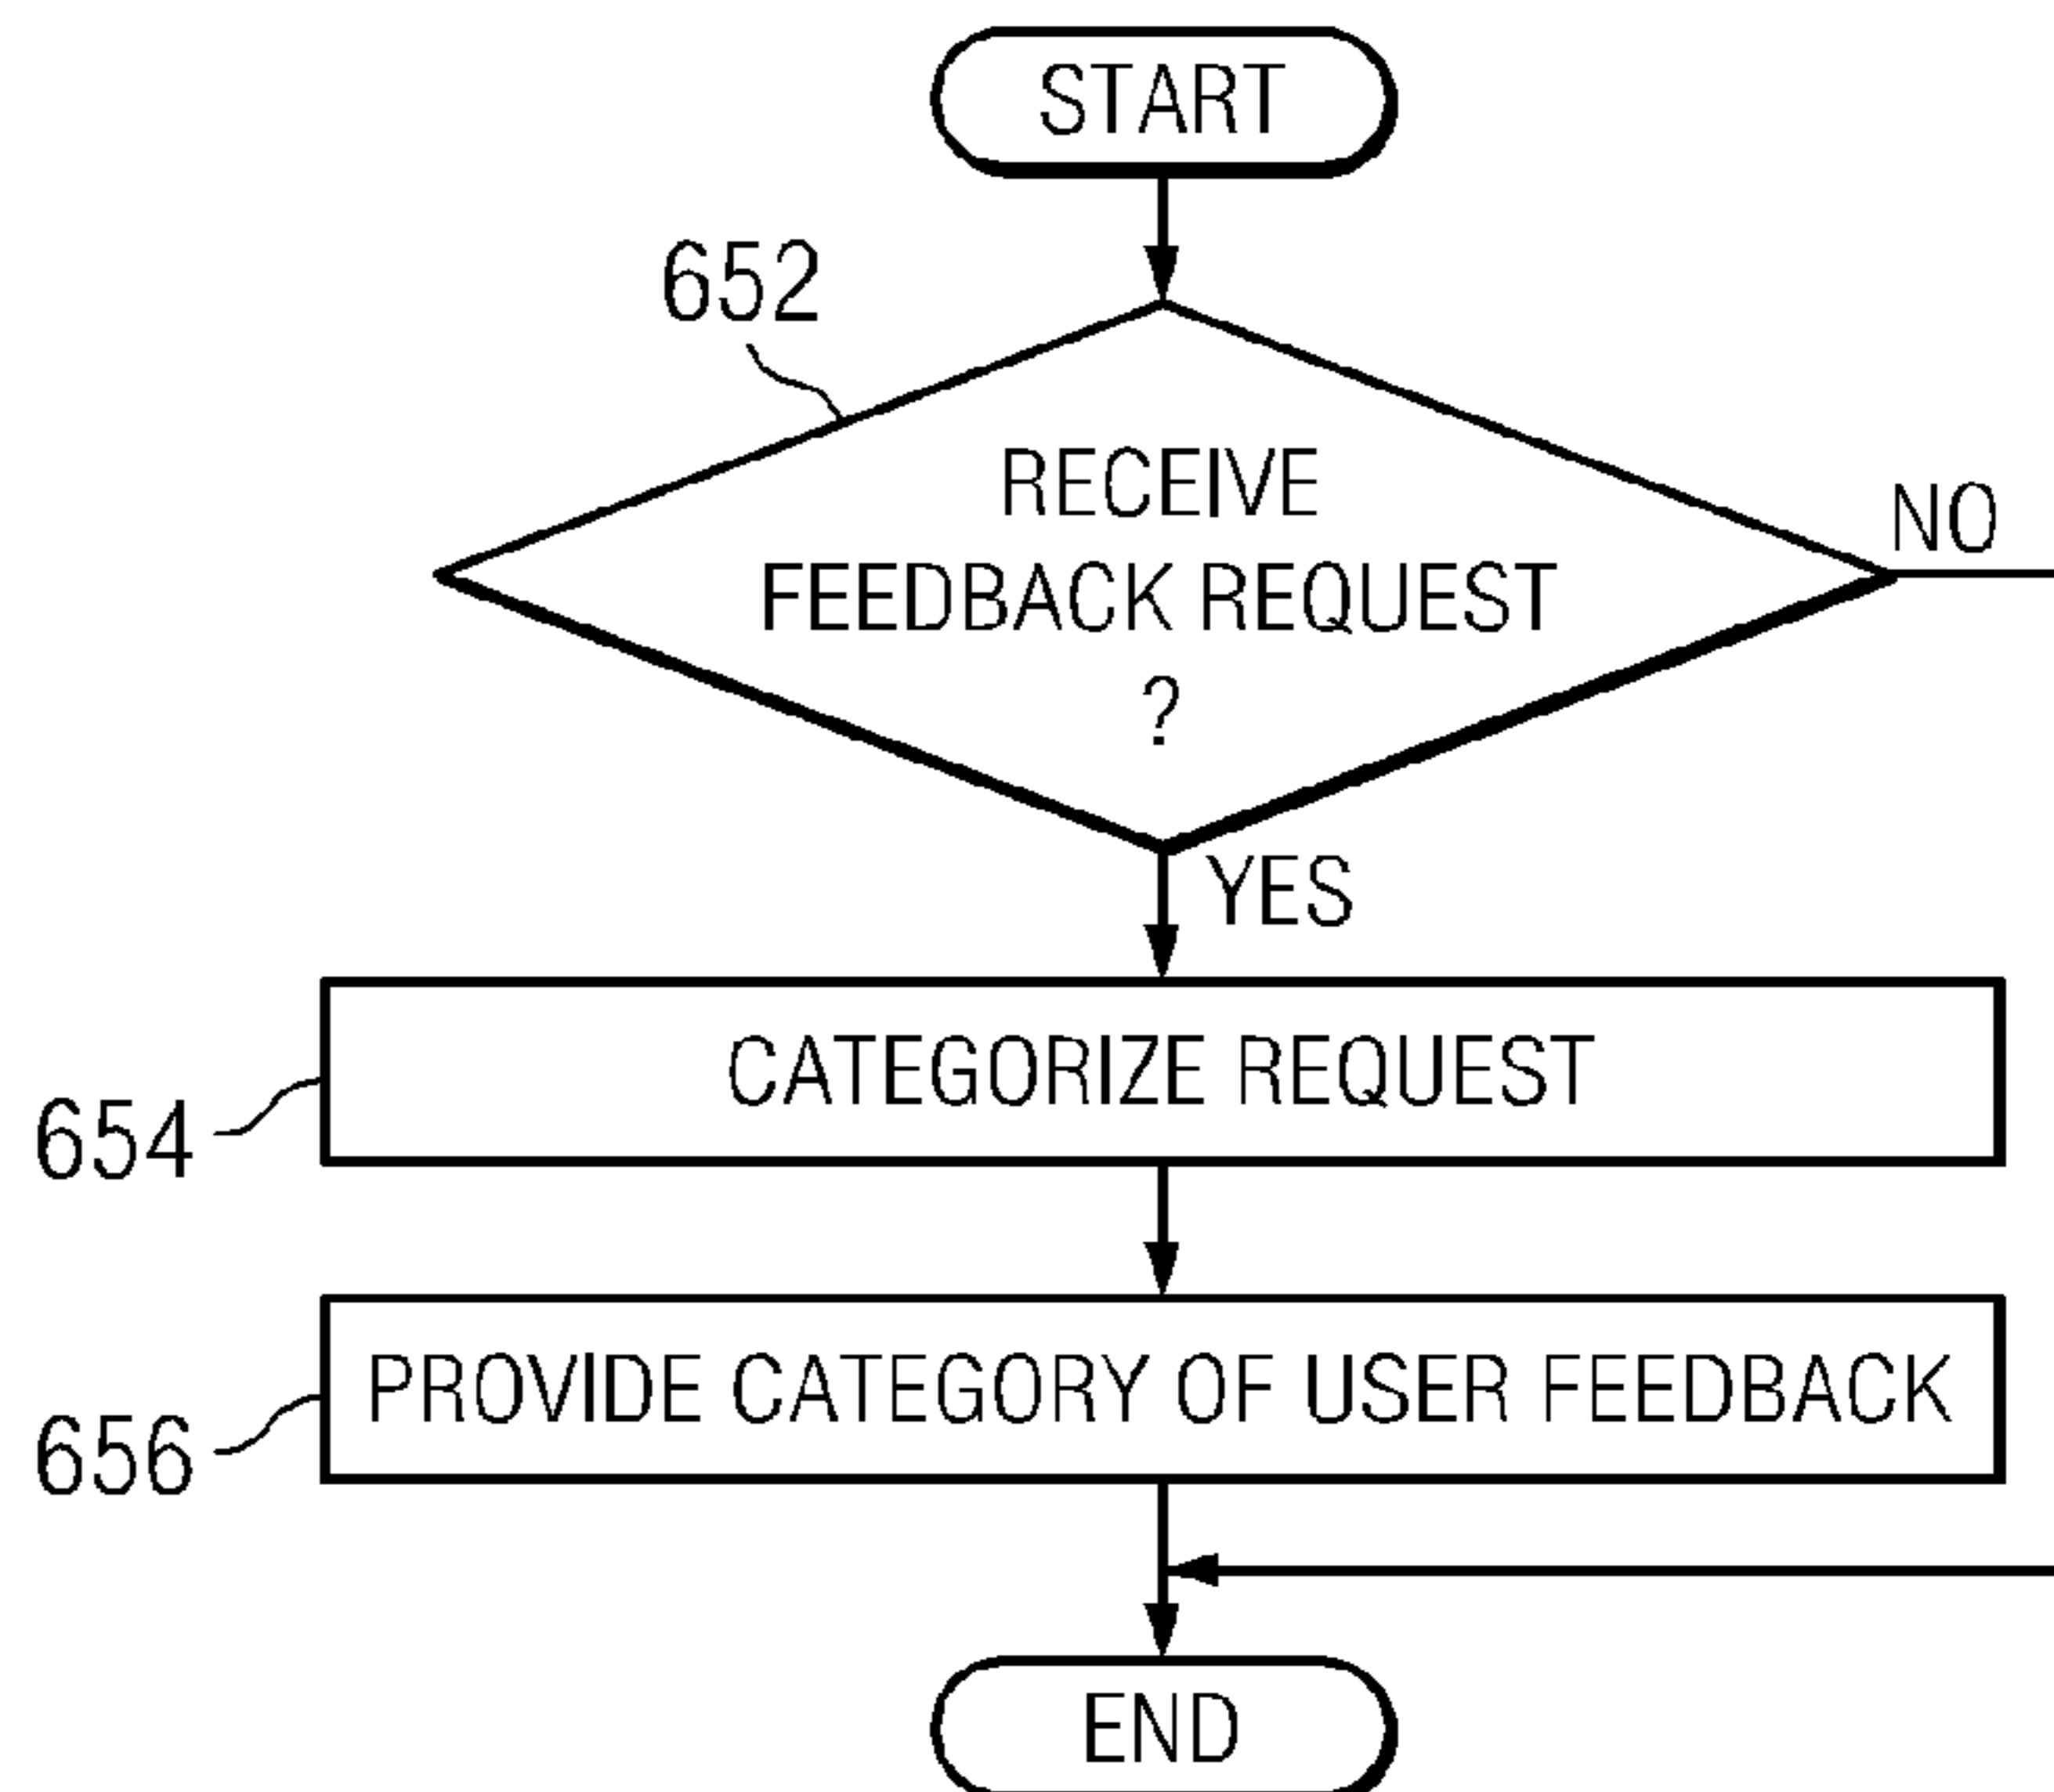 START
652
RECEIVE
FEEDBACK REQUEST
?
NO
YES
CATEGORIZE REQUEST
654
PROVIDE CATEGORY OF USER FEEDBACK
656
END